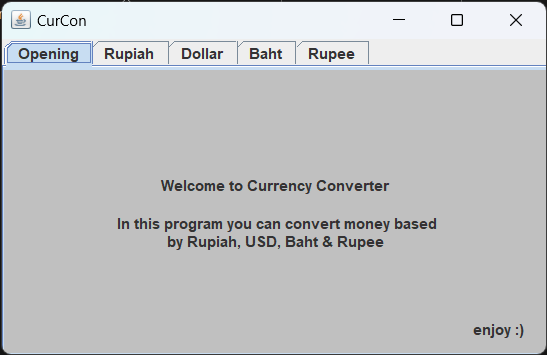 CurCon
Opening Rupiah Dollar Baht Rupee
Welcome to Currency Converter
In this program you can convert money based
by Rupiah, USD, Baht & Rupee
enjoy :)